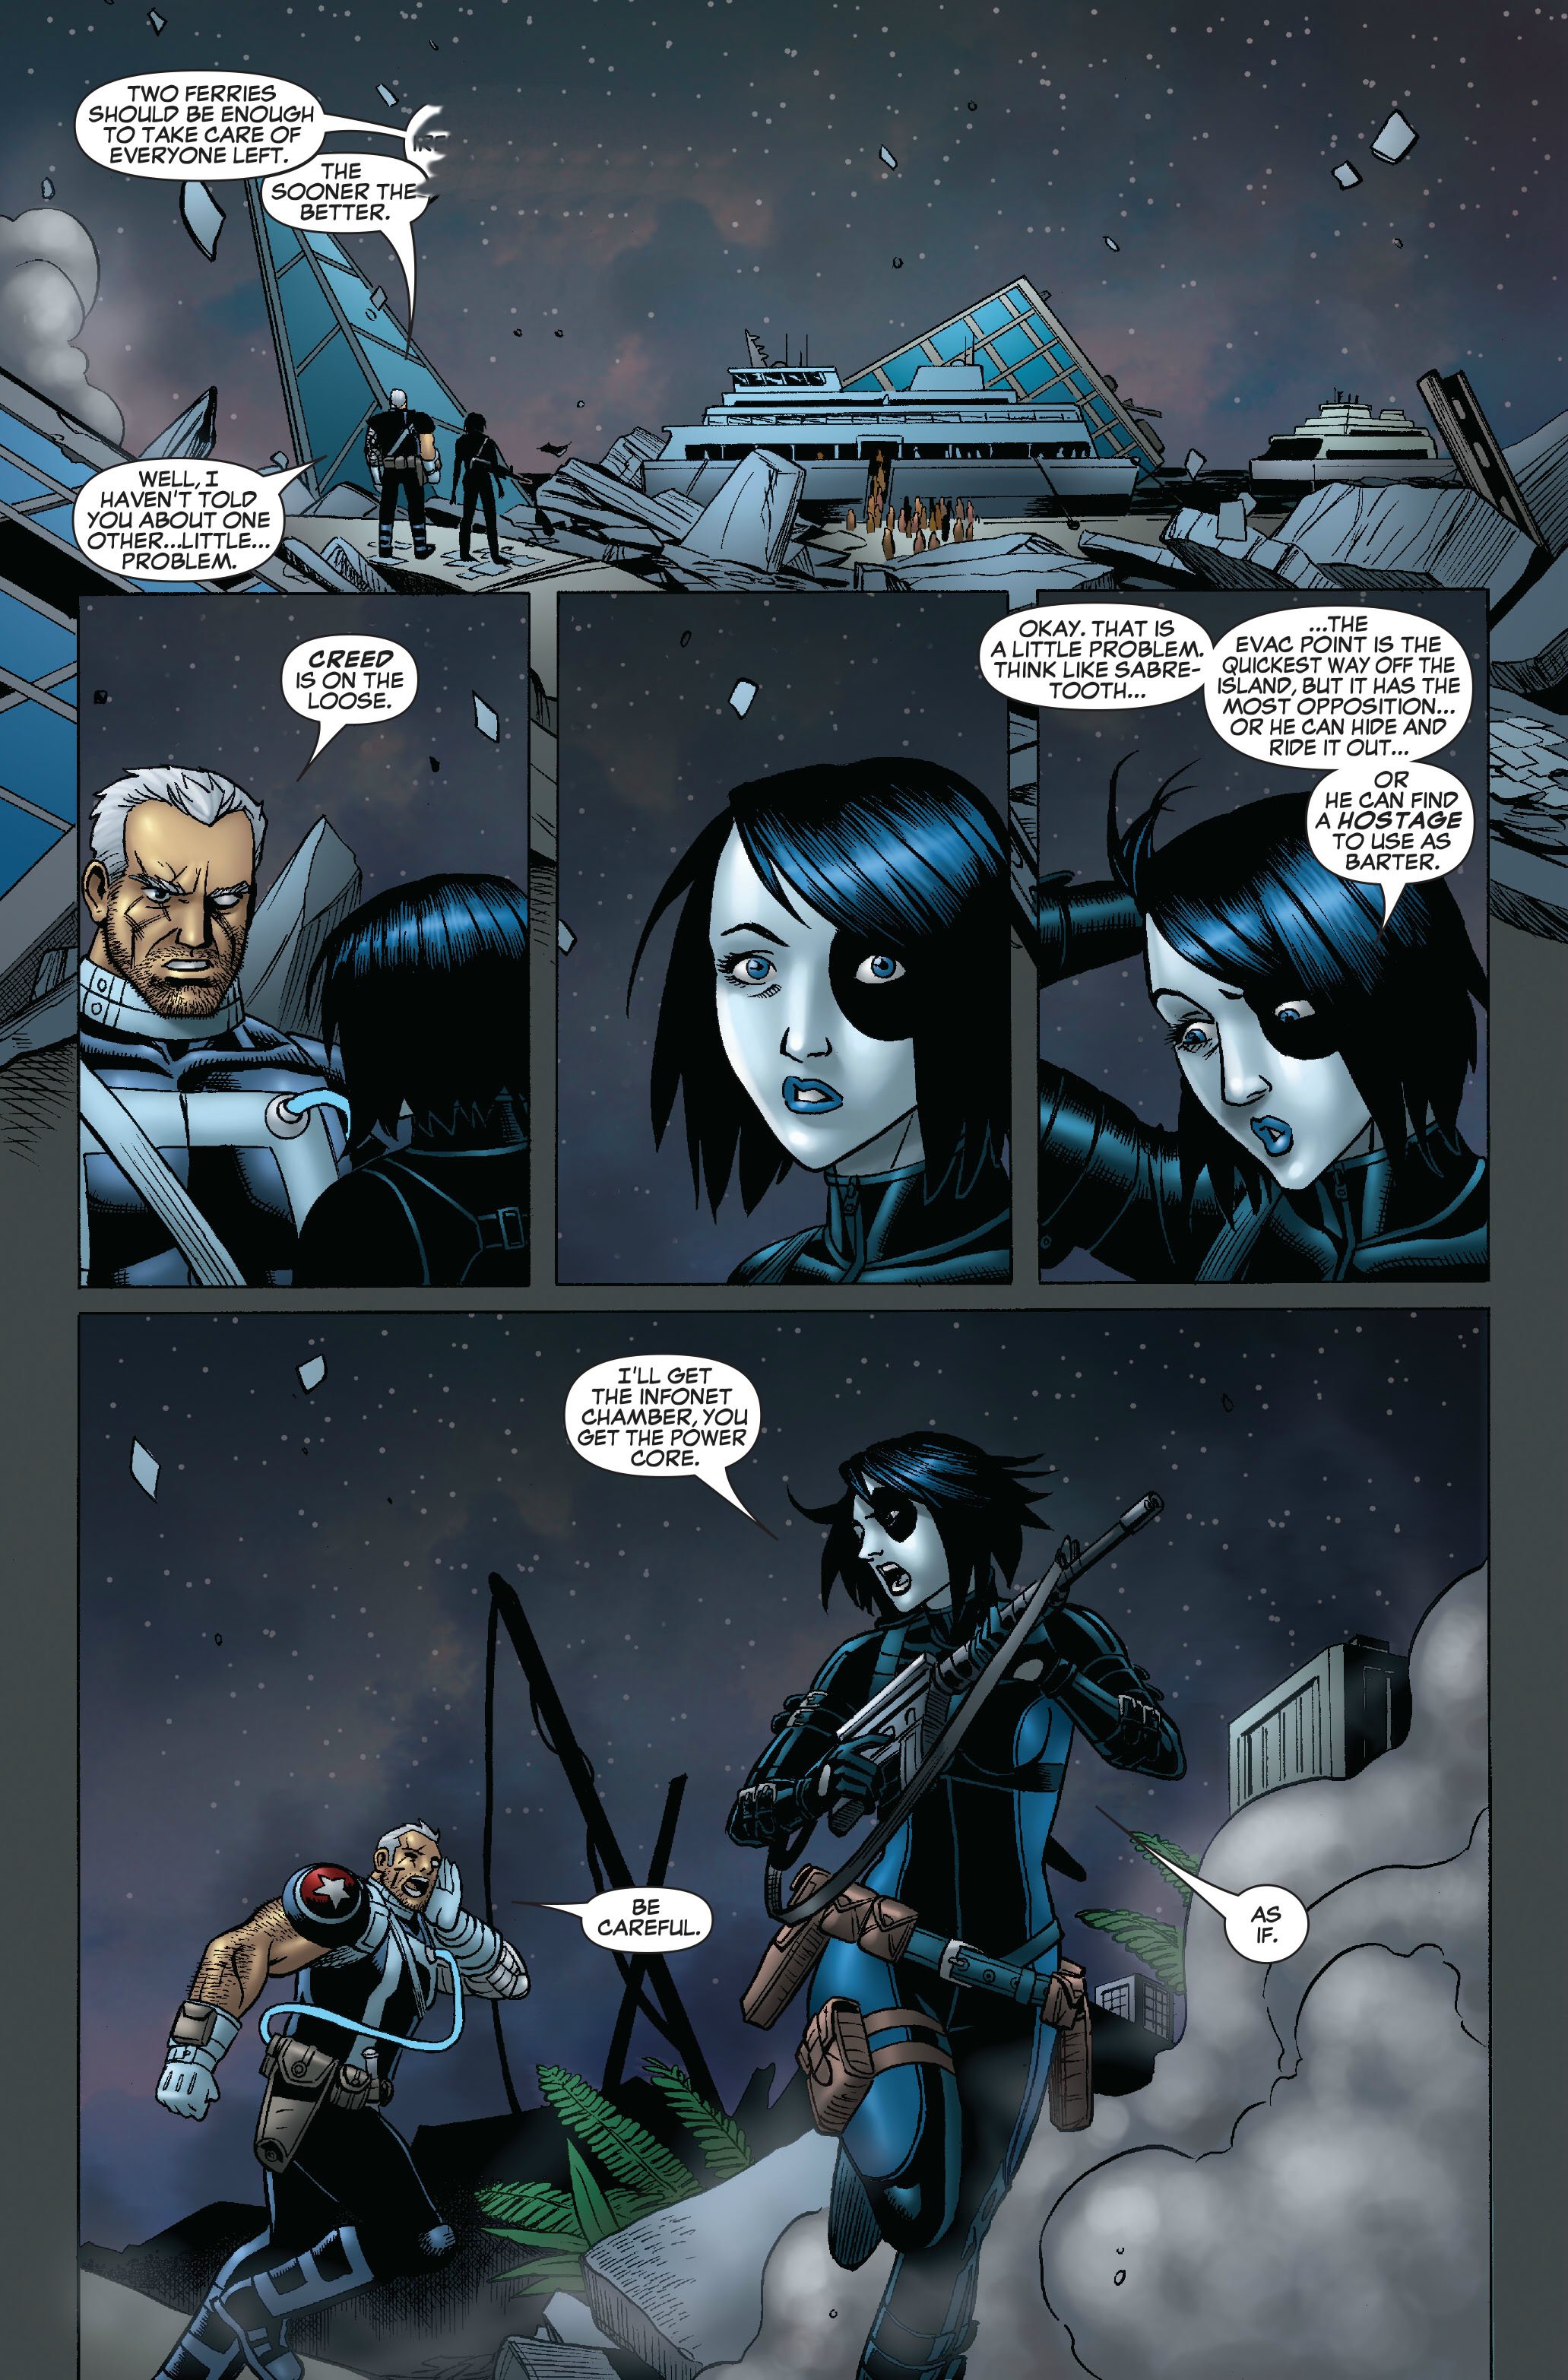 TWO FERRIES
SHOULD BE ENOUGH
TO TAKE CARE OF
EVERYONE LEFT.
THE
SOONER THE
BETTER.
WELL, I
HAVEN'T TOLD
YOU ABOUT ONE
OTHER...LITTLE...
PROBLEM.
CREED
IS ON THE
LOOSE.
OKAY. THAT IS
A LITTLE PROBLEM.
THINK LIKE SABRE-
TOOTH...
...THE
EVAC POINT IS THE
QUICKEST WAY OFF THE
ISLAND, BUT IT HAS THE
MOST OPPOSITION...
OR HE CAN HIDE AND
RIDE IT OUT...
OR
HE CAN FIND
A HOSTAGE
TO USE AS
BARTER.
I'LL GET
THE INFONET
CHAMBER, YOU
GET THE POWER
CORE.
BE
CAREFUL.
AS
IF.